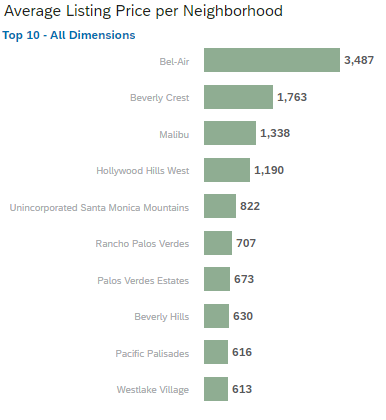 Average Listing Price per Neighborhood
Top 10 - All Dimensions
Bel-Air 3,487
Beverly Crest 1,763
Malibu 1,338
Hollywood Hills West 1,190
Unincorporated Santa Monica Mountains 822
Rancho Palos Verdes 707
Palos Verdes Estates 673
Beverly Hills 630
Pacific Palisades 616
Westlake Village 613